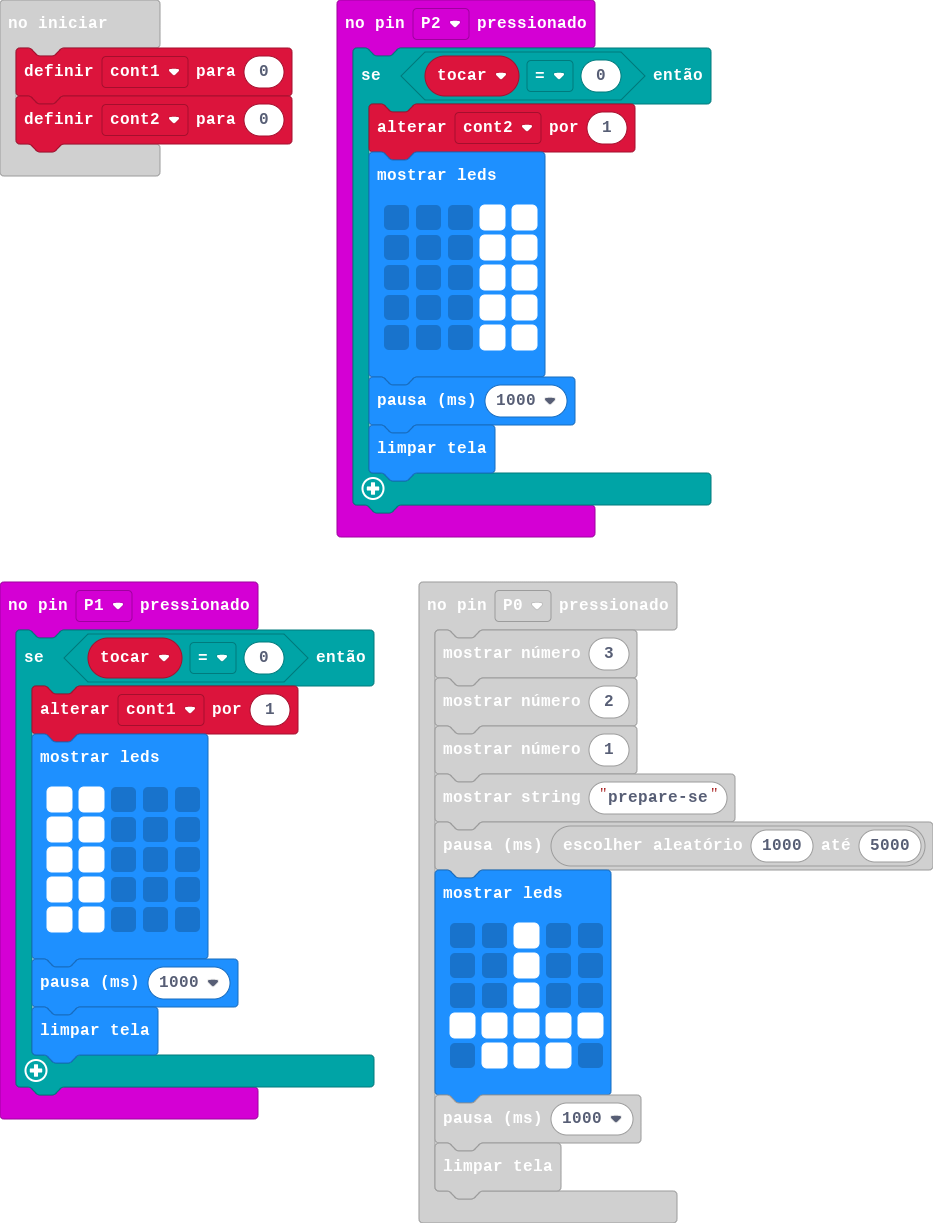 no iniciar
definir cont1 para 0
definir cont2 para 0
no pin P2 pressionado
se tocar = 0 então
alterar cont2 por 1
mostrar leds
pausa (ms) 1000
limpar tela
no pin P1 pressionado
se tocar = 0 então
alterar cont1 por 1
mostrar leds
pausa (ms) 1000
limpar tela
no pin P0 pressionado
mostrar número 3
mostrar número 2
mostrar número 1
mostrar string "prepare-se"
pausa (ms) escolher aleatório 1000 até 5000
mostrar leds
pausa (ms) 1000
limpar tela